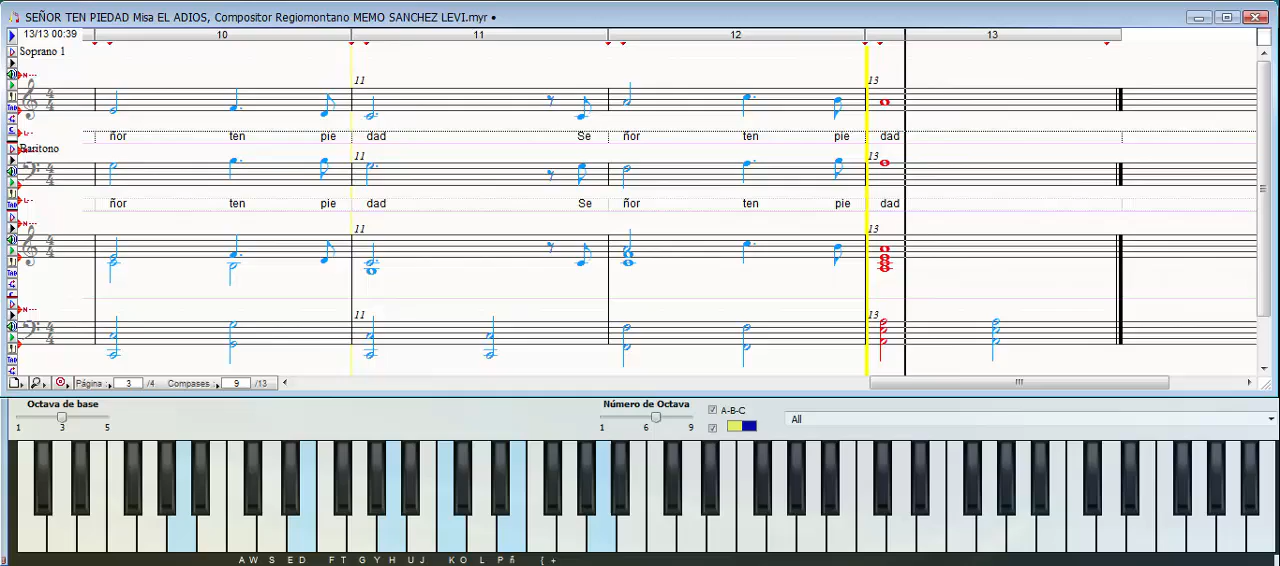 SEÑOR TEN PIEDAD Misa EL ADIOS, Compositor Regiomontano MEMO SANCHEZ LEVI.myr •
13/13 00:39 10 11 12 13
Soprano 1
11 13
ñor ten pie dad Se ñor ten pie dad
Baritono
11 13
ñor ten pie dad Se ñor ten pie dad
11 13
11 13
Página 3 /4 Compases 9 /13
Octava de base Número de Octava A-B-C All
1 3 5 1 6 9
A W S E D F T G Y H U J K O L P ñ { +